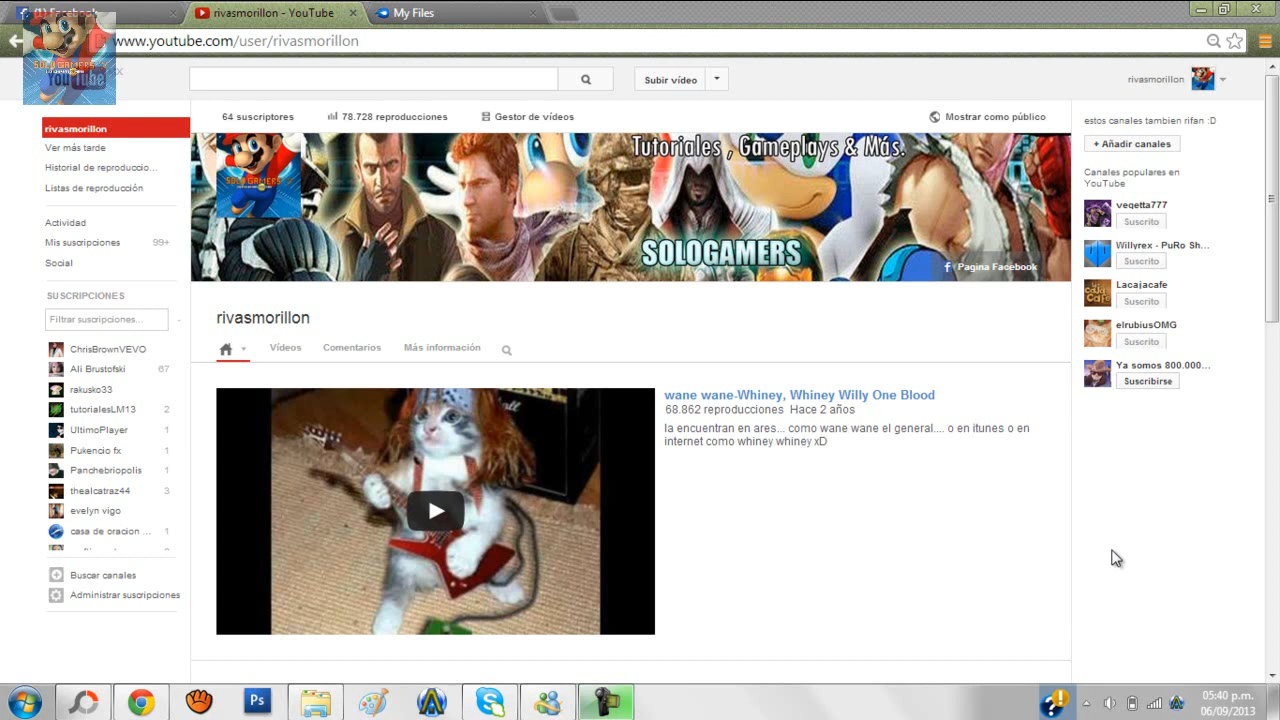 (1) Facebook
rivasmorillon - YouTube
My Files
www.youtube.com/user/rivasmorillon
SOLOGAMERS
YouTube
Subir vídeo
rivasmorillon
rivasmorillon
Ver más tarde
Historial de reproduccio...
Listas de reproducción
Actividad
Mis suscripciones 99+
Social
SUSCRIPCIONES
Filtrar suscripciones...
ChrisBrownVEVO
Ali Brustofski 67
rakusko33
tutorialesLM13 2
UltimoPlayer 1
Pukencio fx 1
Panchebriopolis 1
thealcatraz44 3
evelyn vigo
casa de oracion ... 1
Buscar canales
Administrar suscripciones
64 suscriptores
78.728 reproducciones
Gestor de vídeos
Mostrar como público
Tutoriales , Gameplays & Más.
SOLOGAMERS
SOLOGAMERS
Pagina Facebook
rivasmorillon
Vídeos
Comentarios
Más información
wane wane-Whiney, Whiney Willy One Blood
68.862 reproducciones Hace 2 años
la encuentran en ares... como wane wane el general.... o en itunes o en
internet como whiney whiney xD
estos canales tambien rifan :D
+ Añadir canales
Canales populares en
YouTube
vegetta777
Suscrito
Willyrex - PuRo Sh...
Suscrito
Lacajacafe
Suscrito
elrubiusOMG
Suscrito
Ya somos 800.000...
Suscribirse
Ps
05:40 p.m.
06/09/2013